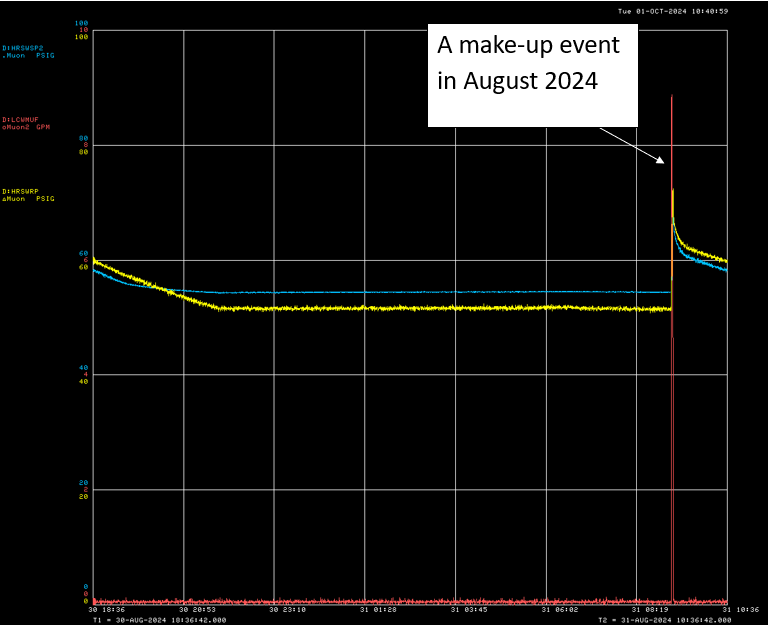 Tue 01-OCT-2024 10:40:59
A make-up event
in August 2024
100
10
100
D:HRSWSP2
.Muon PSIG
D:LCWMUF
oMuon2 GPM
80
8
80
D:HRSWRP
▵Muon PSIG
60
6
60
40
4
40
20
2
20
0
0
0
30 18:36 30 20:53 30 23:10 31 01:28 31 03:45 31 06:02 31 08:19 31 10:36
T1 = 30-AUG-2024 18:36:42.000 T2 = 31-AUG-2024 10:36:42.000